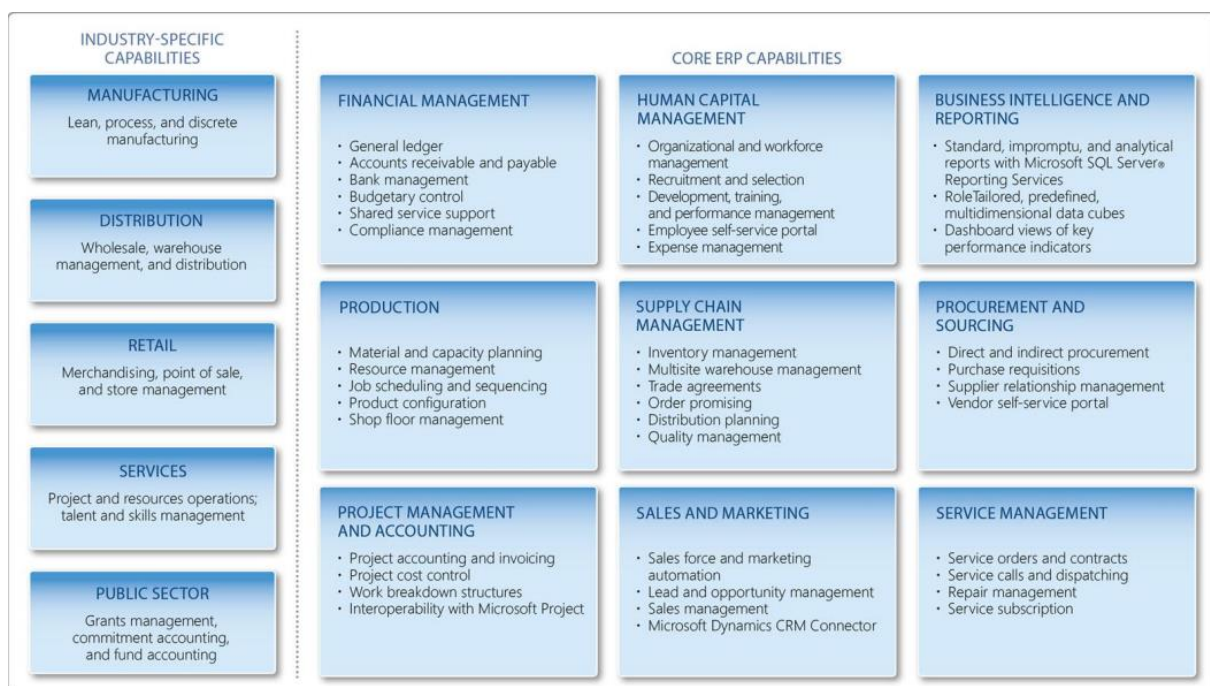 INDUSTRY-SPECIFIC
CAPABILITIES
MANUFACTURING
Lean, process, and discrete
manufacturing
DISTRIBUTION
Wholesale, warehouse
management, and distribution
RETAIL
Merchandising, point of sale,
and store management
SERVICES
Project and resources operations;
talent and skills management
PUBLIC SECTOR
Grants management,
commitment accounting,
and fund accounting
CORE ERP CAPABILITIES
FINANCIAL MANAGEMENT
• General ledger
• Accounts receivable and payable
• Bank management
• Budgetary control
• Shared service support
• Compliance management
HUMAN CAPITAL
MANAGEMENT
• Organizational and workforce
management
• Recruitment and selection
• Development, training,
and performance management
• Employee self-service portal
• Expense management
BUSINESS INTELLIGENCE AND
REPORTING
• Standard, impromptu, and analytical
reports with Microsoft SQL Server®
Reporting Services
• RoleTailored, predefined,
multidimensional data cubes
• Dashboard views of key
performance indicators
PRODUCTION
• Material and capacity planning
• Resource management
• Job scheduling and sequencing
• Product configuration
• Shop floor management
SUPPLY CHAIN
MANAGEMENT
• Inventory management
• Multisite warehouse management
• Trade agreements
• Order promising
• Distribution planning
• Quality management
PROCUREMENT AND
SOURCING
• Direct and indirect procurement
• Purchase requisitions
• Supplier relationship management
• Vendor self-service portal
PROJECT MANAGEMENT
AND ACCOUNTING
• Project accounting and invoicing
• Project cost control
• Work breakdown structures
• Interoperability with Microsoft Project
SALES AND MARKETING
• Sales force and marketing
automation
• Lead and opportunity management
• Sales management
• Microsoft Dynamics CRM Connector
SERVICE MANAGEMENT
• Service orders and contracts
• Service calls and dispatching
• Repair management
• Service subscription